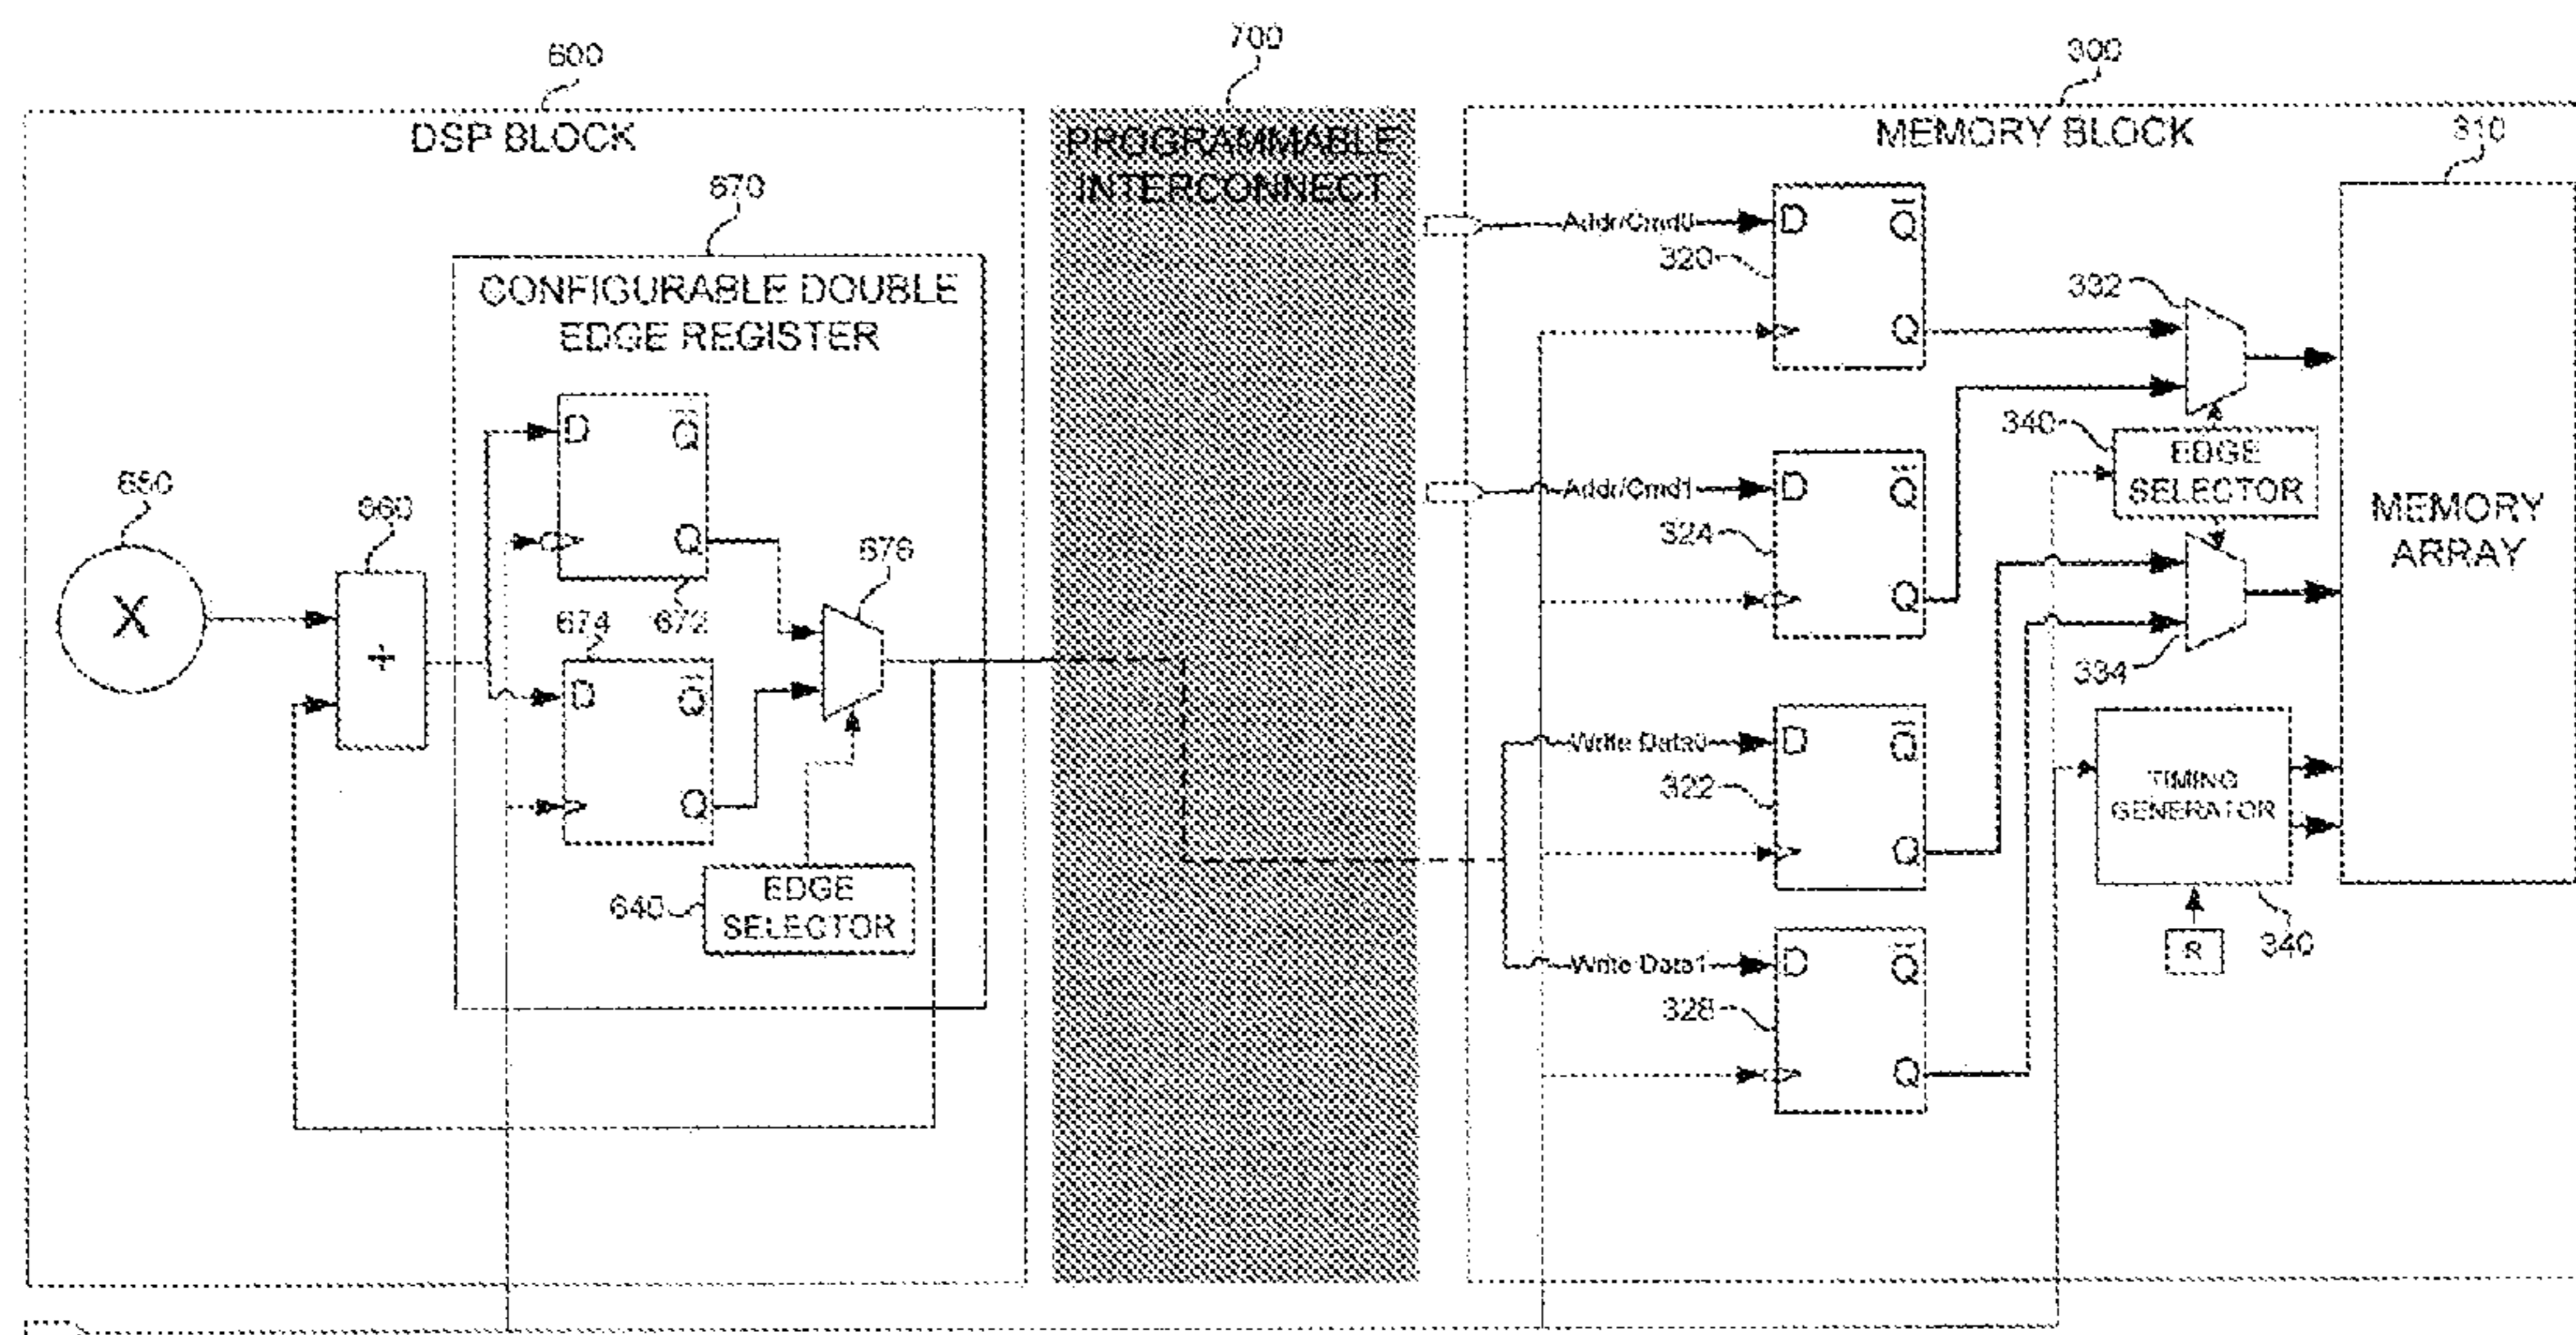 600
DSP BLOCK
670
CONFIGURABLE DOUBLE
EDGE REGISTER
650
X
660
+
D Q
Q
672
674
D Q
Q
676
640
EDGE
SELECTOR
700
PROGRAMMABLE
INTERCONNECT
300
MEMORY BLOCK
310
MEMORY
ARRAY
Addr/Cmd0
D Q
320
Q
332
340
EDGE
SELECTOR
Addr/Cmd1
D Q
324
Q
334
Write Data0
D Q
322
Q
TIMING
GENERATOR
340
R
Write Data1
D Q
328
Q